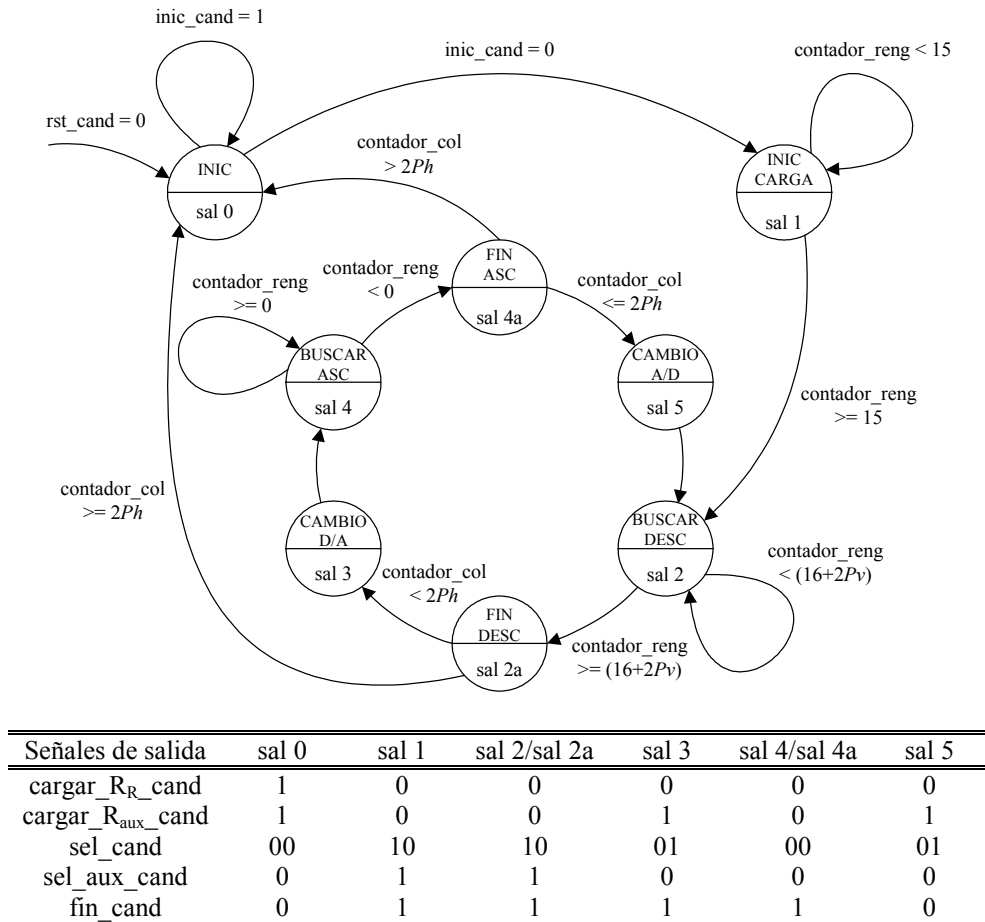 inic_cand = 1
inic_cand = 0
contador_reng < 15
rst_cand = 0
INIC
sal 0
contador_col
> 2Ph
INIC
CARGA
sal 1
contador_reng
>= 0
contador_reng
< 0
FIN
ASC
sal 4a
contador_col
<= 2Ph
BUSCAR
ASC
sal 4
CAMBIO
A/D
sal 5
contador_reng
>= 15
contador_col
>= 2Ph
CAMBIO
D/A
sal 3
BUSCAR
DESC
sal 2
contador_reng
< (16+2Pv)
contador_col
< 2Ph
FIN
DESC
sal 2a
contador_reng
>= (16+2Pv)
Señales de salida sal 0 sal 1 sal 2/sal 2a sal 3 sal 4/sal 4a sal 5
cargar_R_R_cand 1 0 0 0 0 0
cargar_R_aux_cand 1 0 0 1 0 1
sel_cand 00 10 10 01 00 01
sel_aux_cand 0 1 1 0 0 0
fin_cand 0 1 1 1 1 0